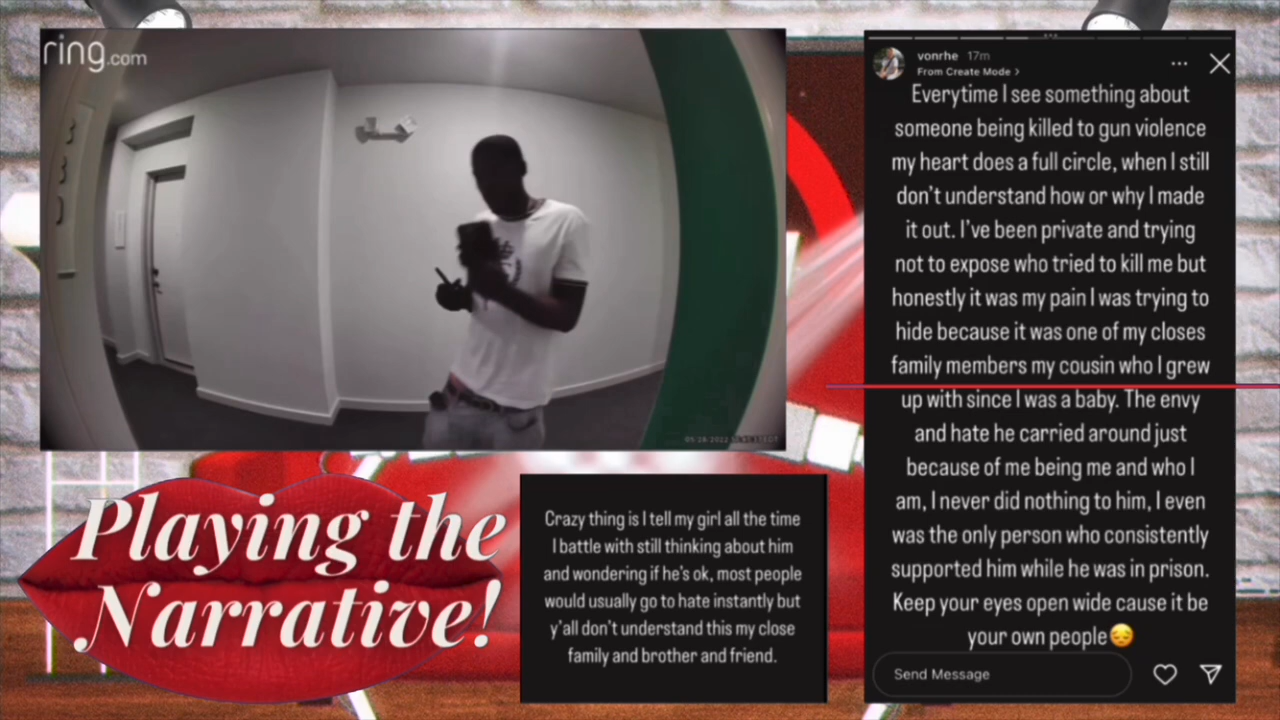 ring.com
vonrhe 17m
From Create Mode >
Everytime I see something about
someone being killed to gun violence
my heart does a full circle, when I still
don't understand how or why I made
it out. I've been private and trying
not to expose who tried to kill me but
honestly it was my pain I was trying to
hide because it was one of my closes
family members my cousin who I grew
up with since I was a baby. The envy
and hate he carried around just
because of me being me and who I
am, I never did nothing to him, I even
was the only person who consistently
supported him while he was in prison.
Keep your eyes open wide cause it be
your own people😔
Send Message
Playing the
Narrative!
Crazy thing is I tell my girl all the time
I battle with still thinking about him
and wondering if he's ok, most people
would usually go to hate instantly but
y'all don't understand this my close
family and brother and friend.